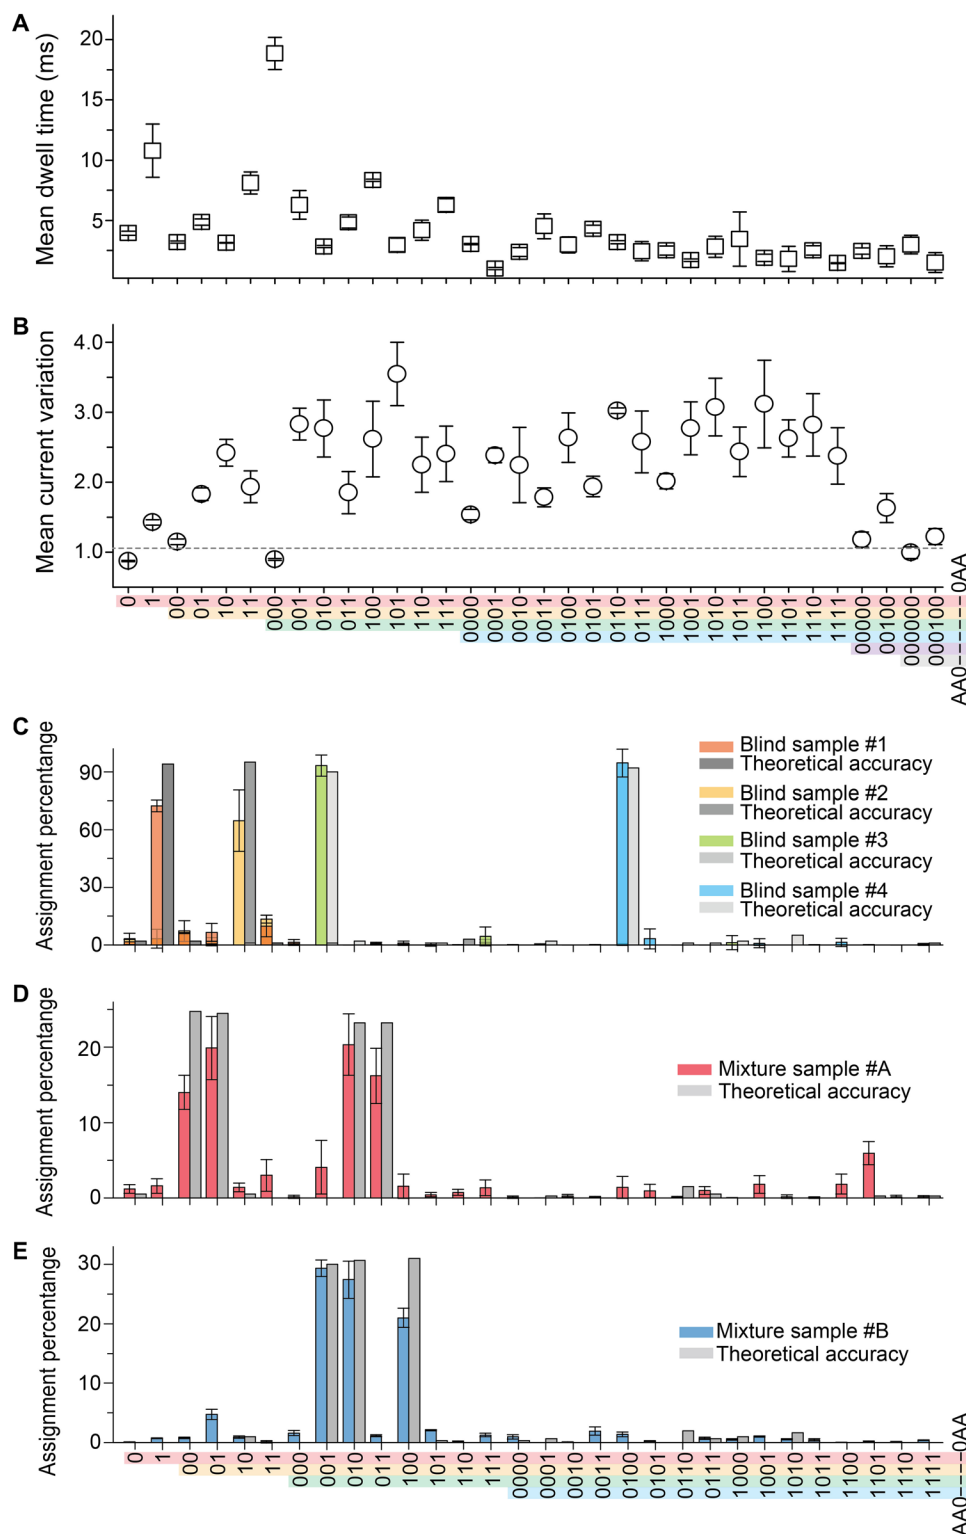 A
Mean dwell time (ms)
20
15
10
5
B
Mean current variation
4.0
3.0
2.0
1.0
0 1 00 01 10 11 000 001 010 011 100 101 110 111 0000 0001 0010 0011 0100 0101 0110 0111 1000 1001 1010 1011 1100 1101 1110 1111 00000 00100 000000 000100
AA0------0AA
C
Assignment percentange
90
60
30
0
Blind sample #1
Theoretical accuracy
Blind sample #2
Theoretical accuracy
Blind sample #3
Theoretical accuracy
Blind sample #4
Theoretical accuracy
D
Assignment percentange
20
10
0
Mixture sample #A
Theoretical accuracy
E
Assignment percentange
30
20
10
0
Mixture sample #B
Theoretical accuracy
0 1 00 01 10 11 000 001 010 011 100 101 110 111 0000 0001 0010 0011 0100 0101 0110 0111 1000 1001 1010 1011 1100 1101 1110 1111
AA0----0AA